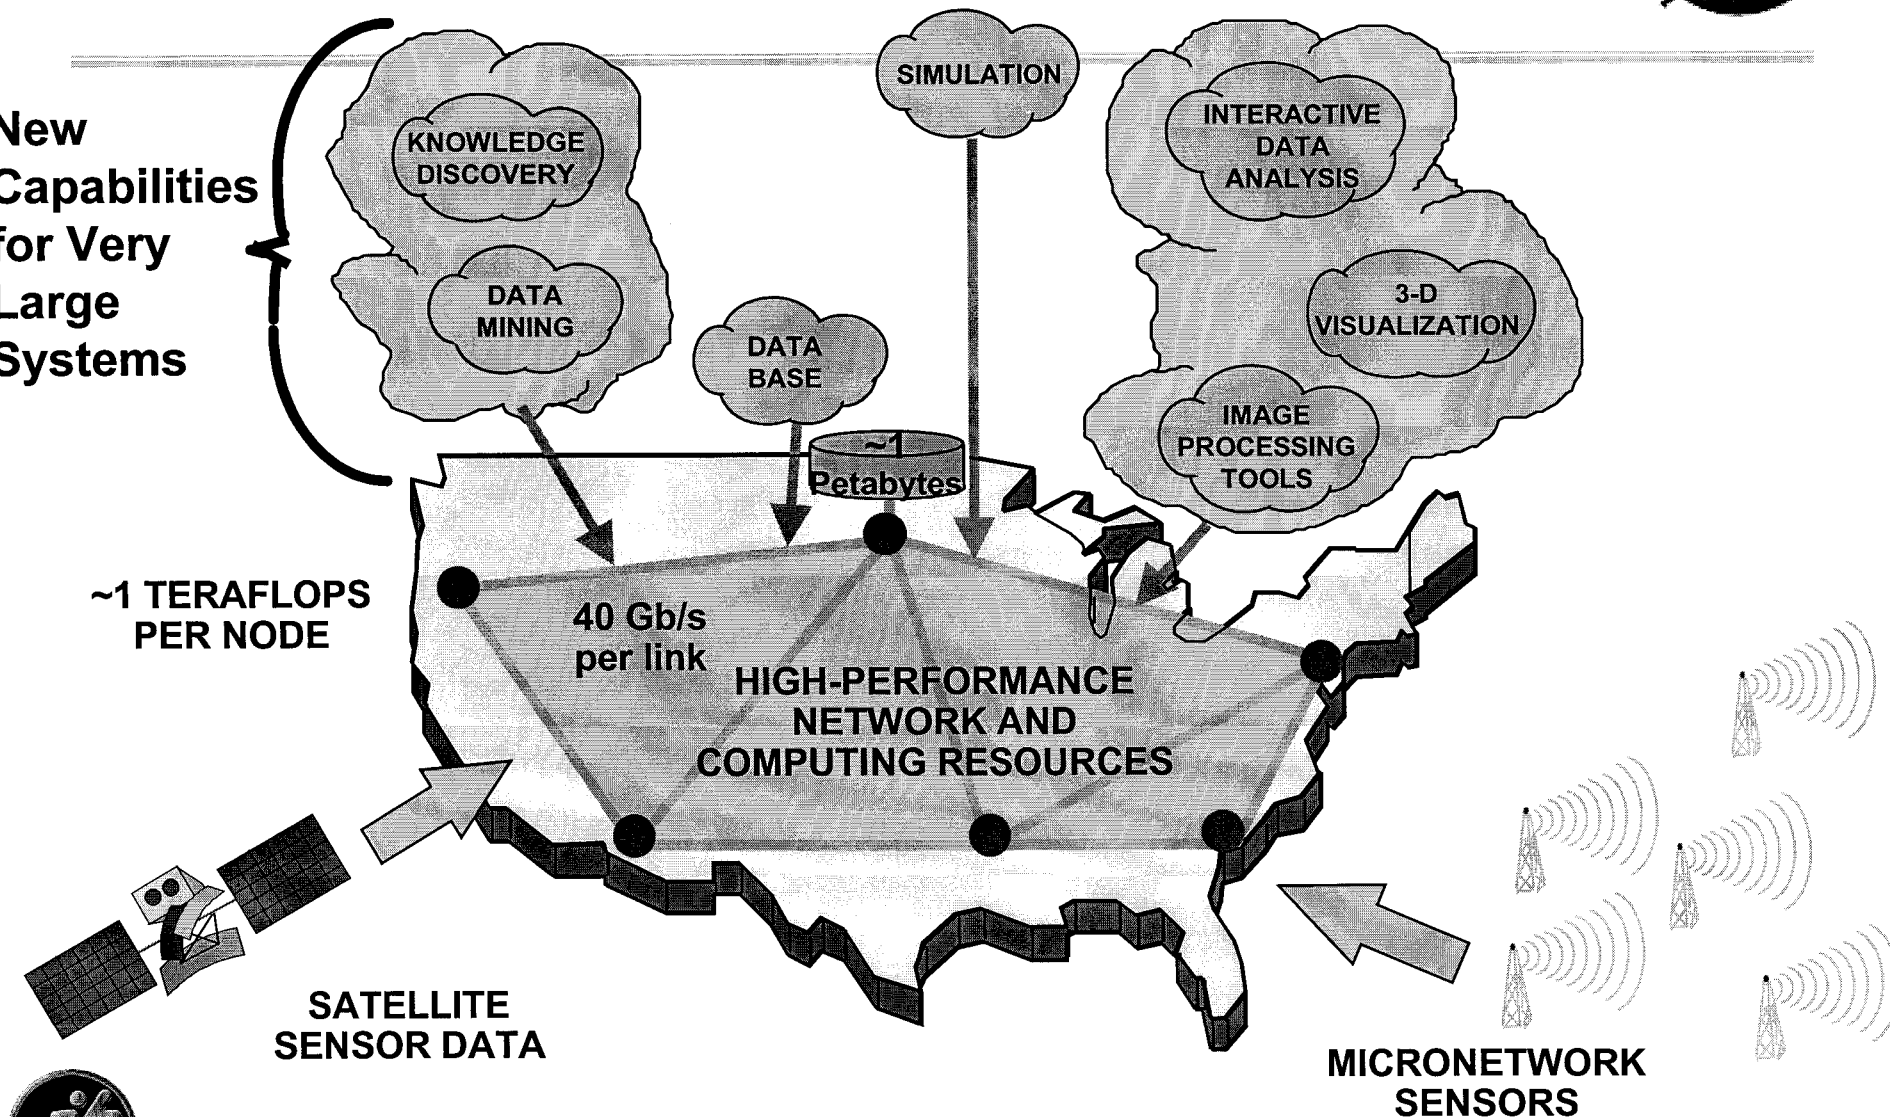 New
Capabilities
for Very
Large
Systems
KNOWLEDGE
DISCOVERY
DATA
MINING
SIMULATION
DATA
BASE
INTERACTIVE
DATA
ANALYSIS
3-D
VISUALIZATION
IMAGE
PROCESSING
TOOLS
~1
Petabytes
~1 TERAFLOPS
PER NODE
40 Gb/s
per link
HIGH-PERFORMANCE
NETWORK AND
COMPUTING RESOURCES
SATELLITE
SENSOR DATA
MICRONETWORK
SENSORS